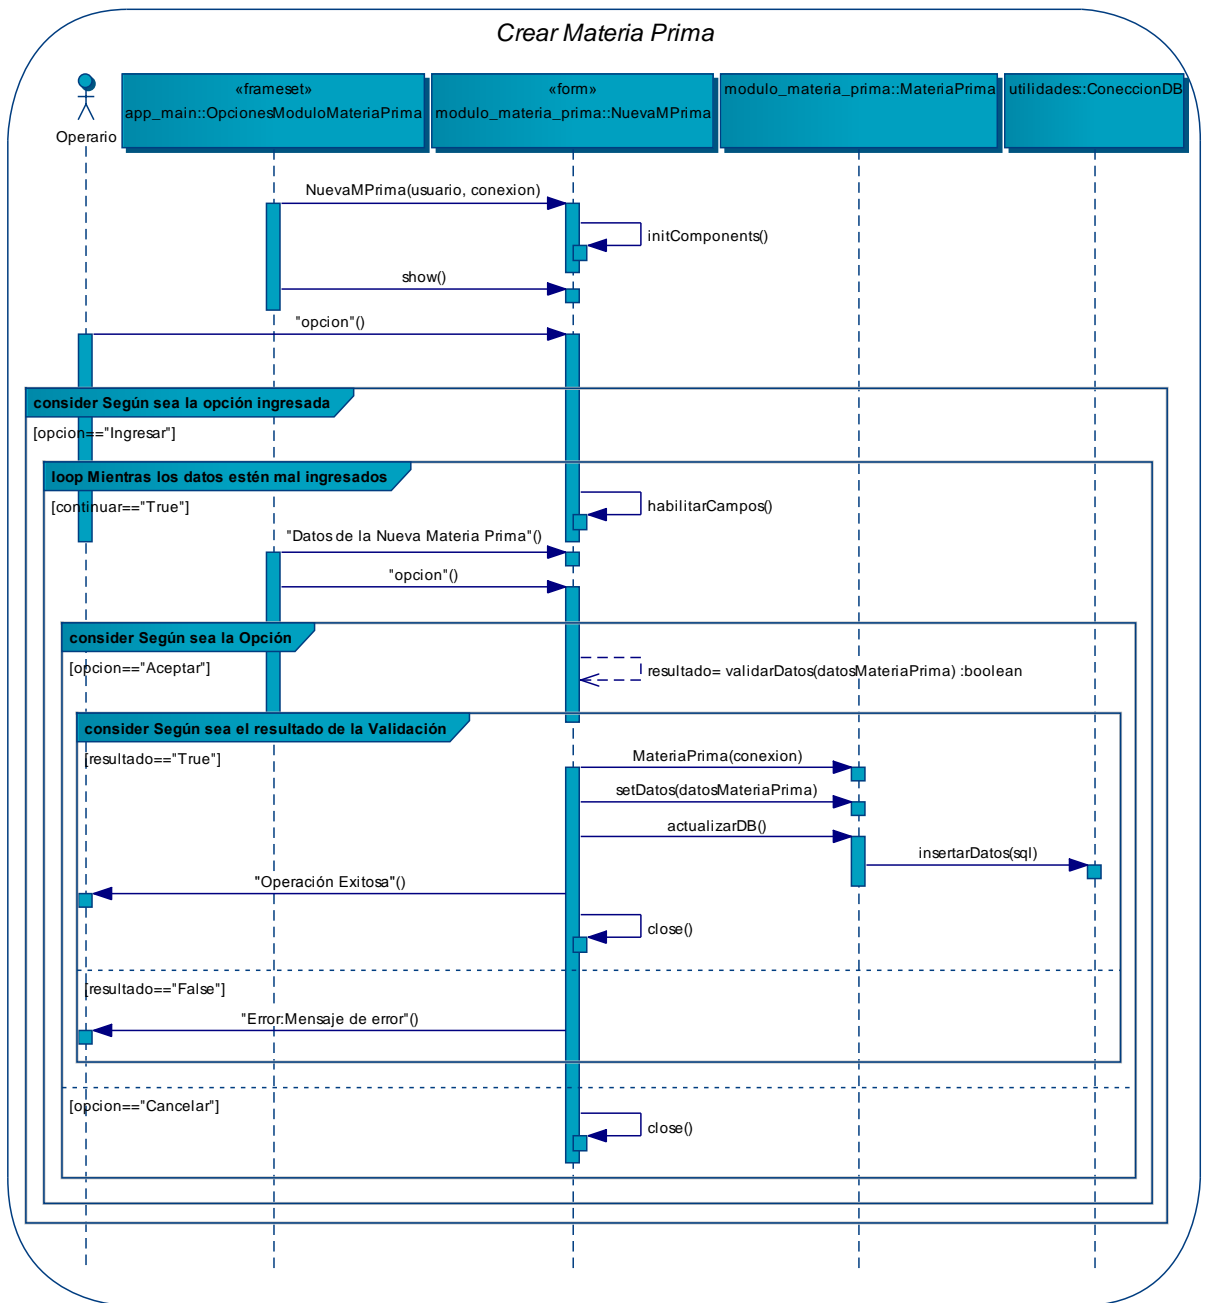 Crear Materia Prima
Operario
«frameset»
app_main::OpcionesModuloMateriaPrima
«form»
modulo_materia_prima::NuevaMPrima
modulo_materia_prima::MateriaPrima
utilidades::ConeccionDB
NuevaMPrima(usuario, conexion)
initComponents()
show()
"opcion"()
consider Según sea la opción ingresada
[opcion=="Ingresar"]
loop Mientras los datos estén mal ingresados
[continuar=="True"]
habilitarCampos()
"Datos de la Nueva Materia Prima"()
"opcion"()
consider Según sea la Opción
[opcion=="Aceptar"]
resultado= validarDatos(datosMateriaPrima) :boolean
consider Según sea el resultado de la Validación
[resultado=="True"]
MateriaPrima(conexion)
setDatos(datosMateriaPrima)
actualizarDB()
insertarDatos(sql)
"Operación Exitosa"()
close()
[resultado=="False"]
"Error:Mensaje de error"()
[opcion=="Cancelar"]
close()